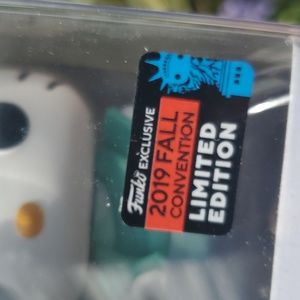 Funko EXCLUSIVE
2019 FALL
CONVENTION
LIMITED
EDITION